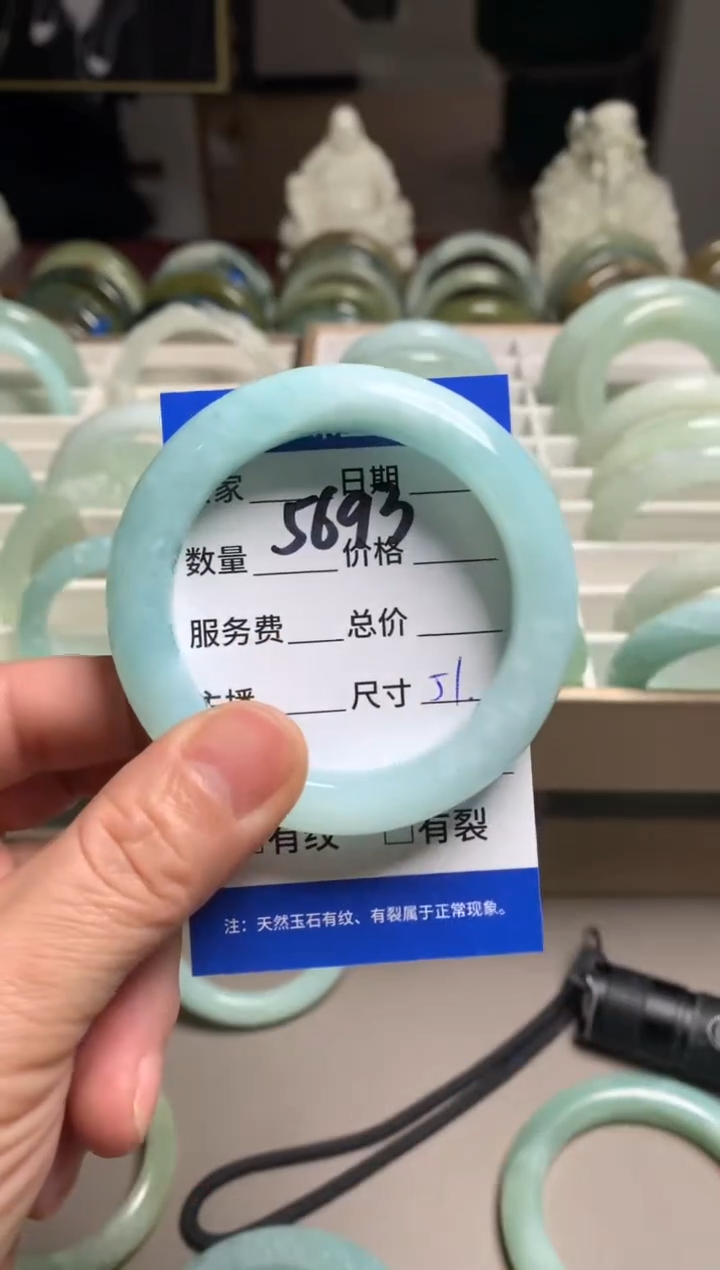 家 日期
5693
数量 价格
服务费 总价
尺寸 51.
有纹 有裂
注：天然玉石有纹、有裂属于正常现象。